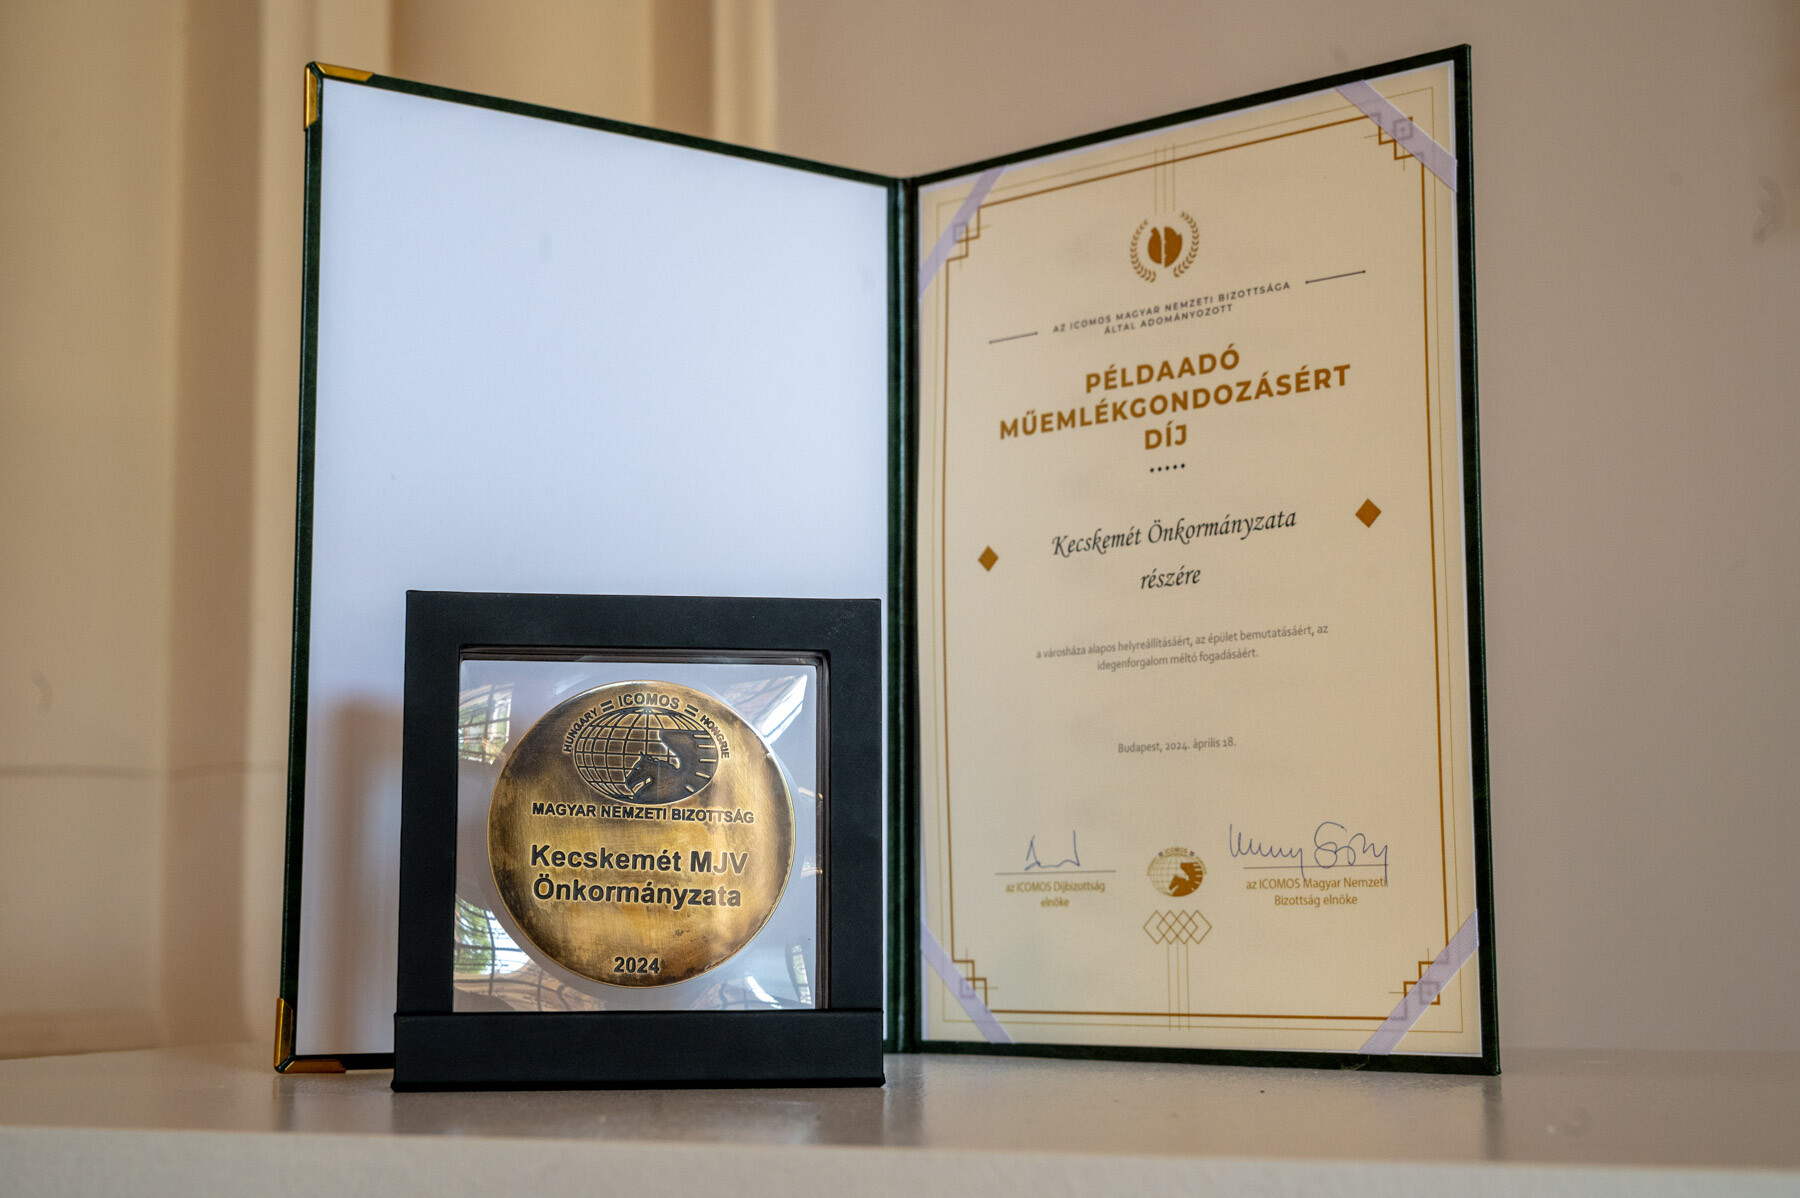 HUNGARY = ICOMOS = HONGRIE
MAGYAR NEMZETI BIZOTTSÁG
Kecskemét MJV
Önkormányzata
2024
AZ ICOMOS MAGYAR NEMZETI BIZOTTSÁGA
ÁLTAL ADOMÁNYOZOTT
PÉLDAADÓ
MŰEMLÉKGONDOZÁSÉRT
DÍJ
Kecskemét Önkormányzata
részére
a városháza alapos helyreállításáért, az épület bemutatásáért, az
idegenforgalom méltó fogadásáért.
Budapest, 2024. április 18.
az ICOMOS Díjbizottság
elnöke
ICOMOS
az ICOMOS Magyar Nemzeti
Bizottság elnöke